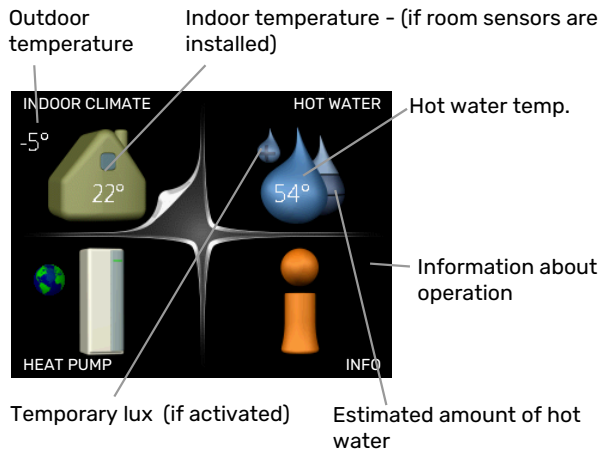 Outdoor
temperature
Indoor temperature - (if room sensors are
installed)
INDOOR CLIMATE
HOT WATER
Hot water temp.
-5°
22°
54°
Information about
operation
HEAT PUMP
INFO
Temporary lux (if activated)
Estimated amount of hot
water